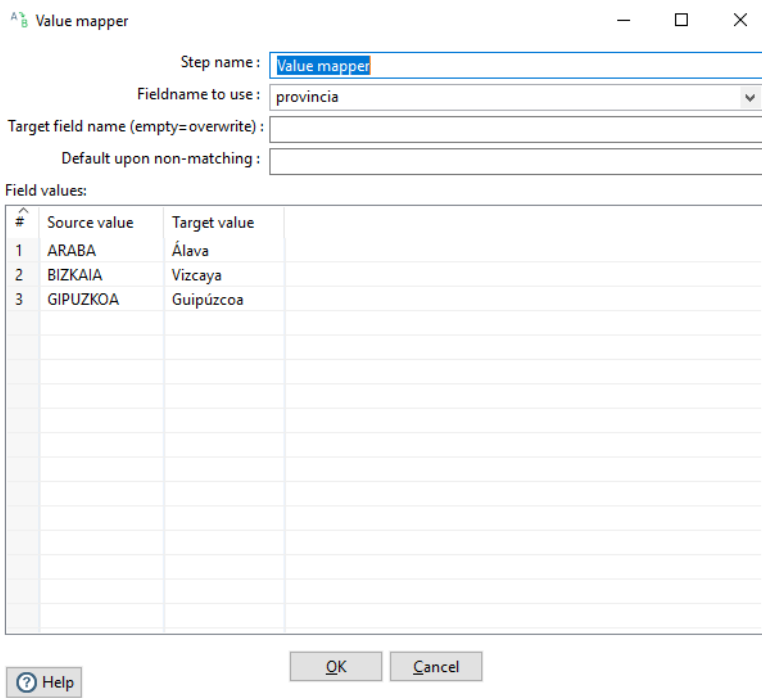 Value mapper
Step name : Value mapper
Fieldname to use : provincia
Target field name (empty=overwrite) :
Default upon non-matching :
Field values:
# Source value Target value
1 ARABA Álava
2 BIZKAIA Vizcaya
3 GIPUZKOA Guipúzcoa
OK Cancel
Help